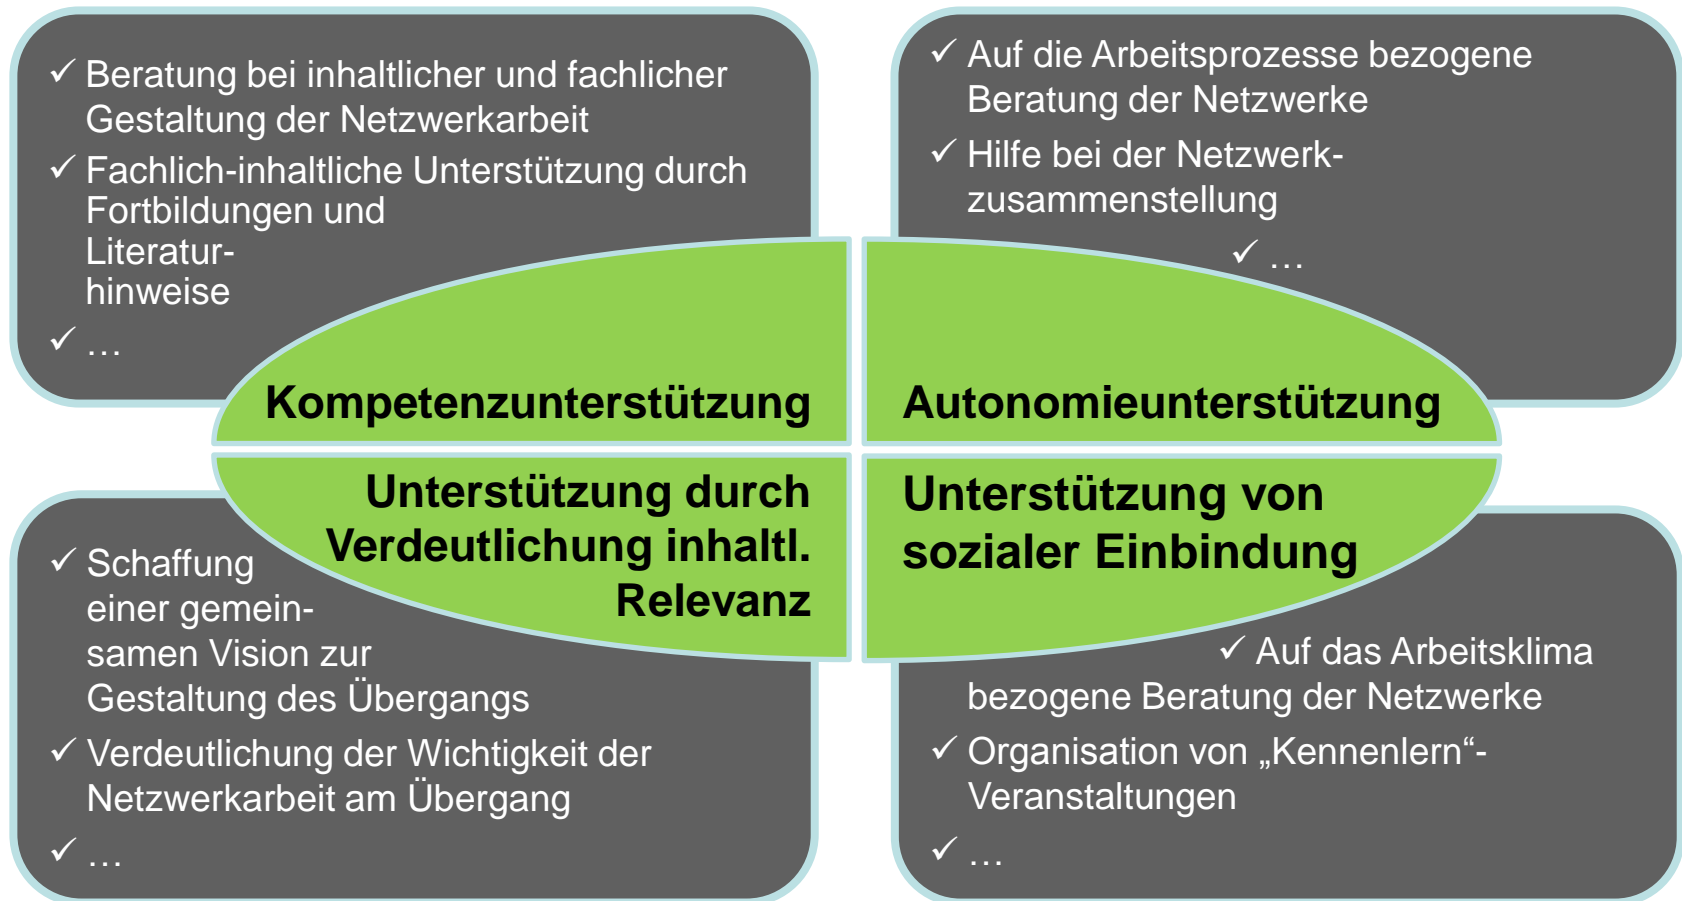 ✓ Beratung bei inhaltlicher und fachlicher
Gestaltung der Netzwerkarbeit
✓ Fachlich-inhaltliche Unterstützung durch
Fortbildungen und
Literatur-
hinweise
✓ …
Kompetenzunterstützung
✓ Auf die Arbeitsprozesse bezogene
Beratung der Netzwerke
✓ Hilfe bei der Netzwerk-
zusammenstellung
✓ …
Autonomieunterstützung
Unterstützung durch
Verdeutlichung inhaltl.
Relevanz
✓ Schaffung
einer gemein-
samen Vision zur
Gestaltung des Übergangs
✓ Verdeutlichung der Wichtigkeit der
Netzwerkarbeit am Übergang
✓ …
Unterstützung von
sozialer Einbindung
✓ Auf das Arbeitsklima
bezogene Beratung der Netzwerke
✓ Organisation von „Kennenlern“-
Veranstaltungen
✓ …